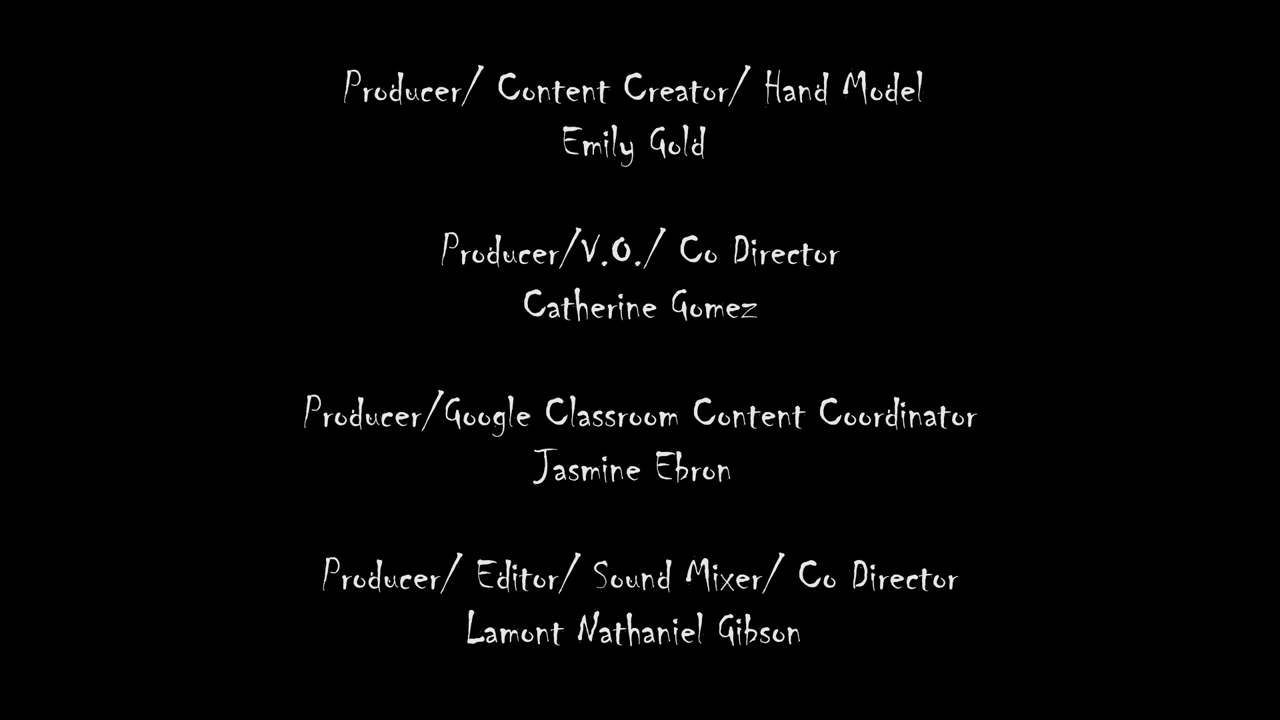 Producer/ Content Creator/ Hand Model
Emily Gold
Producer/V.O./ Co Director
Catherine Gomez
Producer/Google Classroom Content Coordinator
Jasmine Ebron
Producer/ Editor/ Sound Mixer/ Co Director
Lamont Nathaniel Gibson